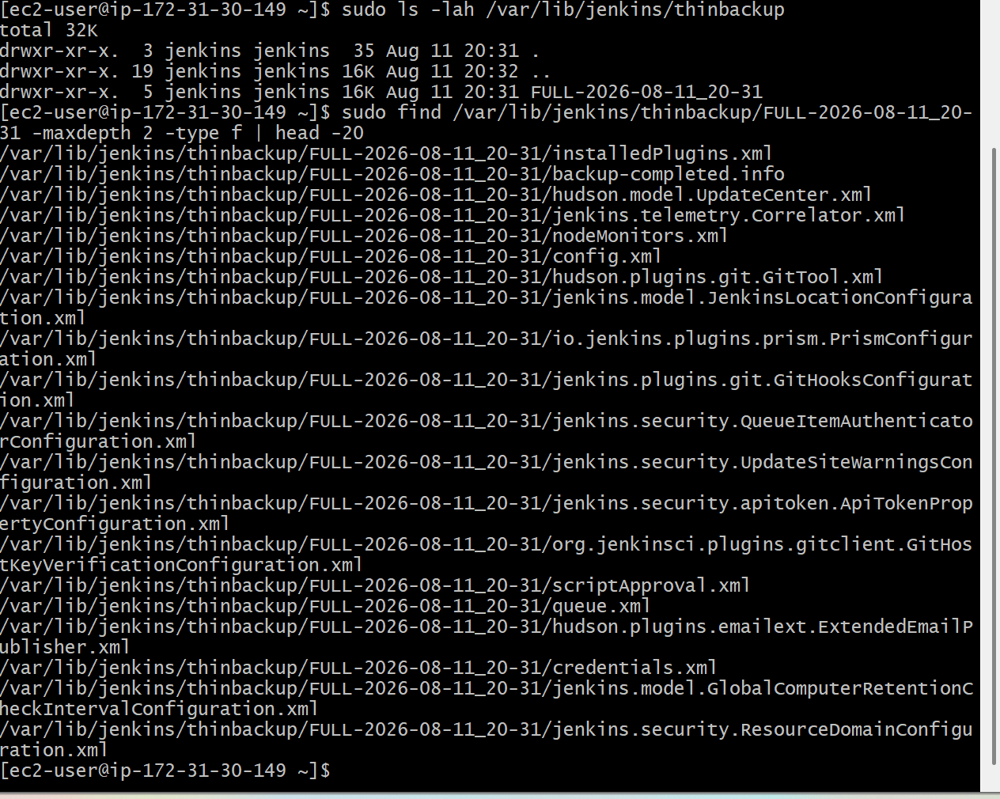 [ec2-user@ip-172-31-30-149 ~]$ sudo ls -lah /var/lib/jenkins/thinbackup
total 32K
drwxr-xr-x.  3 jenkins jenkins  35 Aug 11 20:31 .
drwxr-xr-x. 19 jenkins jenkins 16K Aug 11 20:32 ..
drwxr-xr-x.  5 jenkins jenkins 16K Aug 11 20:31 FULL-2026-08-11_20-31
[ec2-user@ip-172-31-30-149 ~]$ sudo find /var/lib/jenkins/thinbackup/FULL-2026-08-11_20-
31 -maxdepth 2 -type f | head -20
/var/lib/jenkins/thinbackup/FULL-2026-08-11_20-31/installedPlugins.xml
/var/lib/jenkins/thinbackup/FULL-2026-08-11_20-31/backup-completed.info
/var/lib/jenkins/thinbackup/FULL-2026-08-11_20-31/hudson.model.UpdateCenter.xml
/var/lib/jenkins/thinbackup/FULL-2026-08-11_20-31/jenkins.telemetry.Correlator.xml
/var/lib/jenkins/thinbackup/FULL-2026-08-11_20-31/nodeMonitors.xml
/var/lib/jenkins/thinbackup/FULL-2026-08-11_20-31/config.xml
/var/lib/jenkins/thinbackup/FULL-2026-08-11_20-31/hudson.plugins.git.GitTool.xml
/var/lib/jenkins/thinbackup/FULL-2026-08-11_20-31/jenkins.model.JenkinsLocationConfigura
tion.xml
/var/lib/jenkins/thinbackup/FULL-2026-08-11_20-31/io.jenkins.plugins.prism.PrismConfigur
ation.xml
/var/lib/jenkins/thinbackup/FULL-2026-08-11_20-31/jenkins.plugins.git.GitHooksConfigurat
ion.xml
/var/lib/jenkins/thinbackup/FULL-2026-08-11_20-31/jenkins.security.QueueItemAuthenticato
rConfiguration.xml
/var/lib/jenkins/thinbackup/FULL-2026-08-11_20-31/jenkins.security.UpdateSiteWarningsCon
figuration.xml
/var/lib/jenkins/thinbackup/FULL-2026-08-11_20-31/jenkins.security.apitoken.ApiTokenProp
ertyConfiguration.xml
/var/lib/jenkins/thinbackup/FULL-2026-08-11_20-31/org.jenkinsci.plugins.gitclient.GitHos
tKeyVerificationConfiguration.xml
/var/lib/jenkins/thinbackup/FULL-2026-08-11_20-31/scriptApproval.xml
/var/lib/jenkins/thinbackup/FULL-2026-08-11_20-31/queue.xml
/var/lib/jenkins/thinbackup/FULL-2026-08-11_20-31/hudson.plugins.emailext.ExtendedEmailP
ublisher.xml
/var/lib/jenkins/thinbackup/FULL-2026-08-11_20-31/credentials.xml
/var/lib/jenkins/thinbackup/FULL-2026-08-11_20-31/jenkins.model.GlobalComputerRetentionC
heckIntervalConfiguration.xml
/var/lib/jenkins/thinbackup/FULL-2026-08-11_20-31/jenkins.security.ResourceDomainConfigu
ration.xml
[ec2-user@ip-172-31-30-149 ~]$